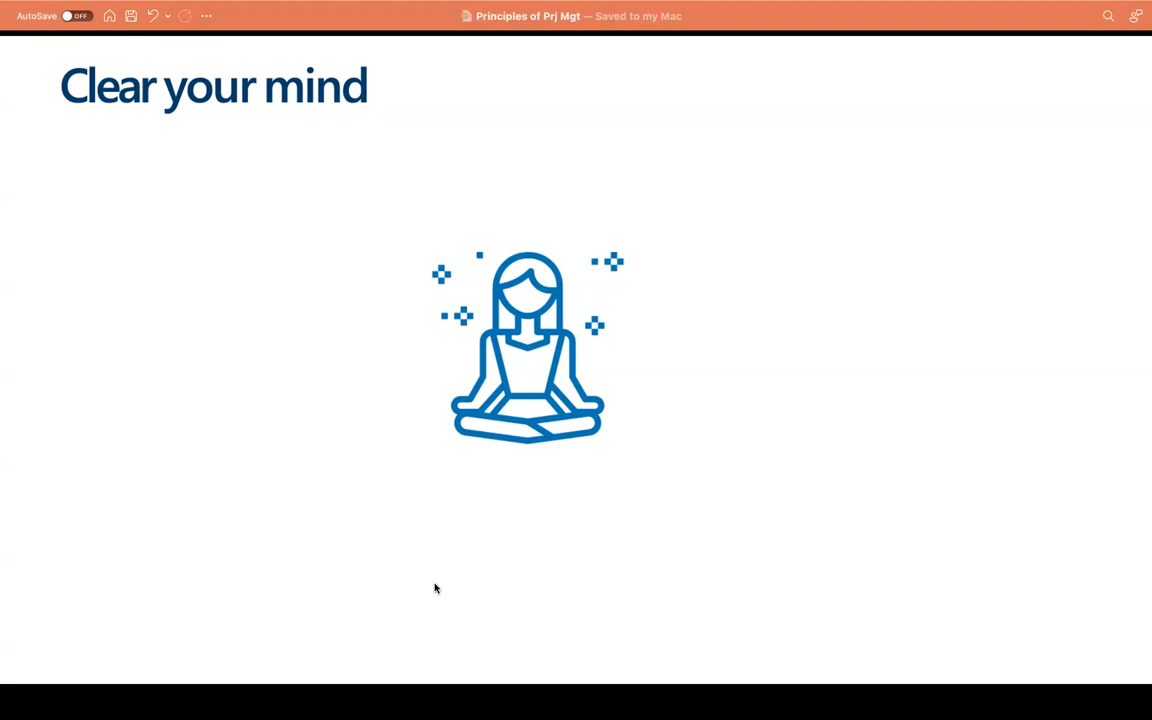 AutoSave OFF
Principles of Prj Mgt — Saved to my Mac
Clear your mind